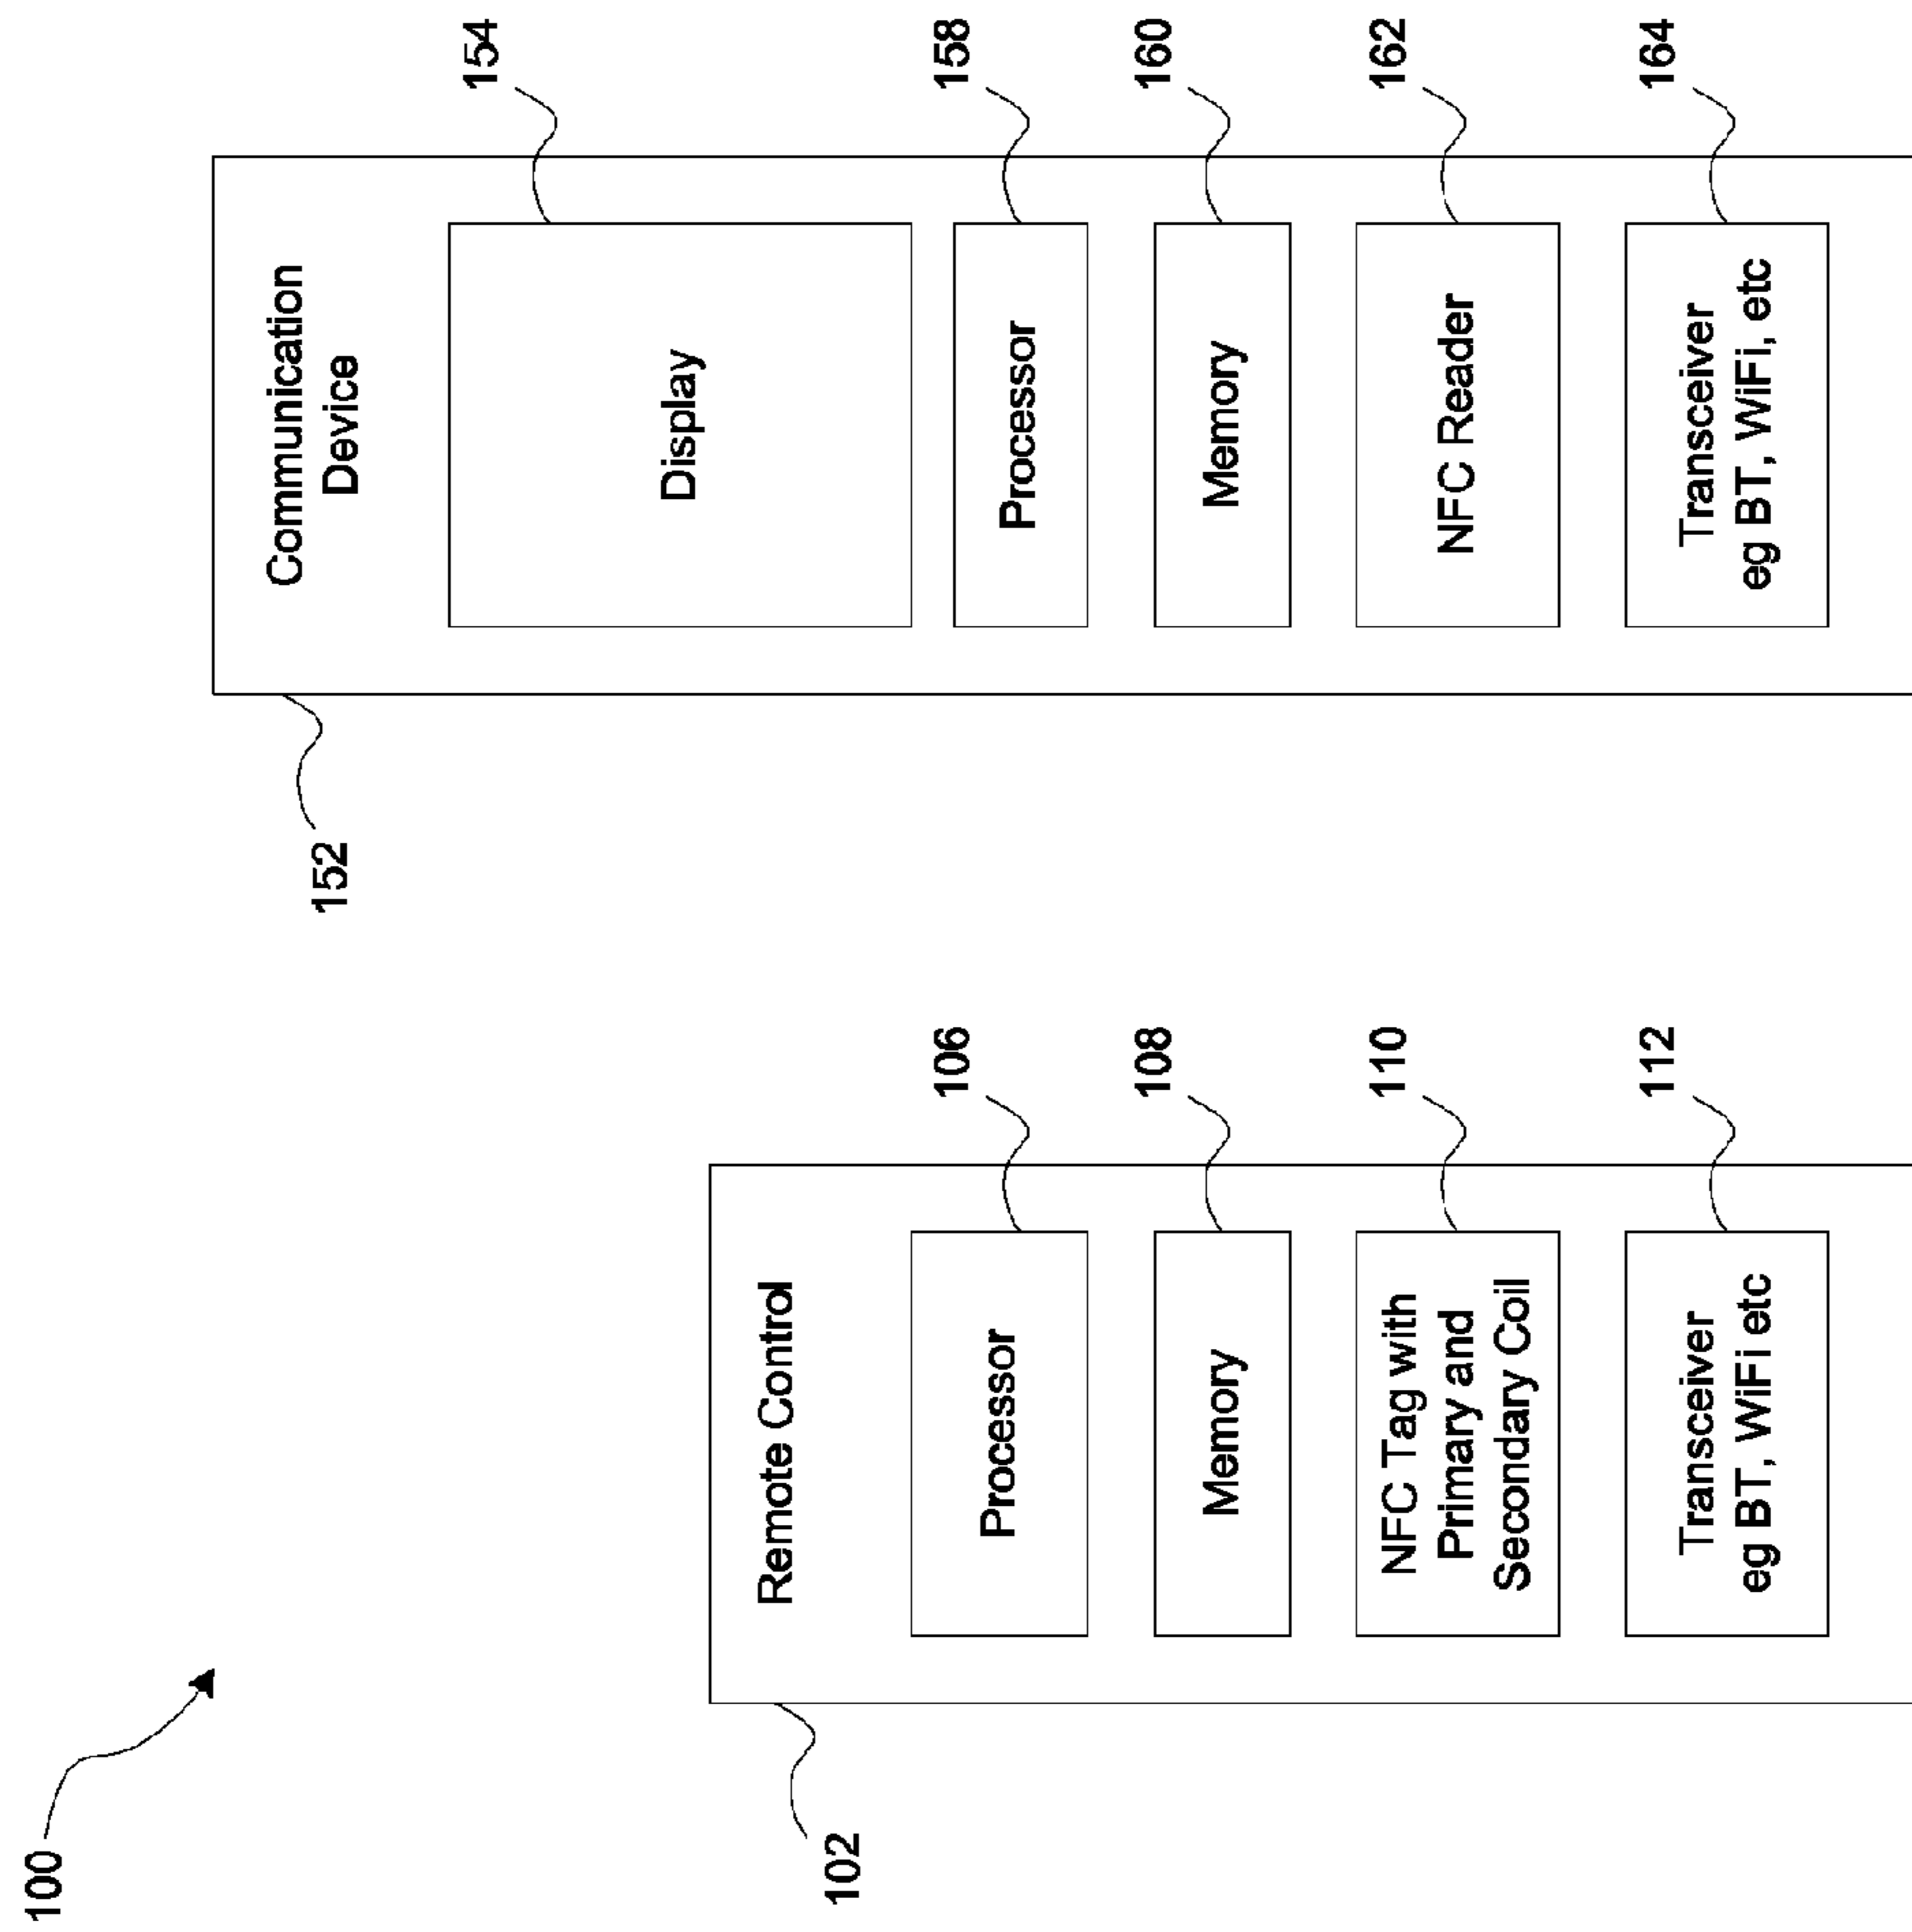 100
102
Remote Control
Processor
106
Memory
108
NFC Tag with
Primary and
Secondary Coil
110
Transceiver
eg BT, WiFi etc
112
152
Communication
Device
Display
154
Processor
158
Memory
160
NFC Reader
162
Transceiver
eg BT, WiFi, etc
164